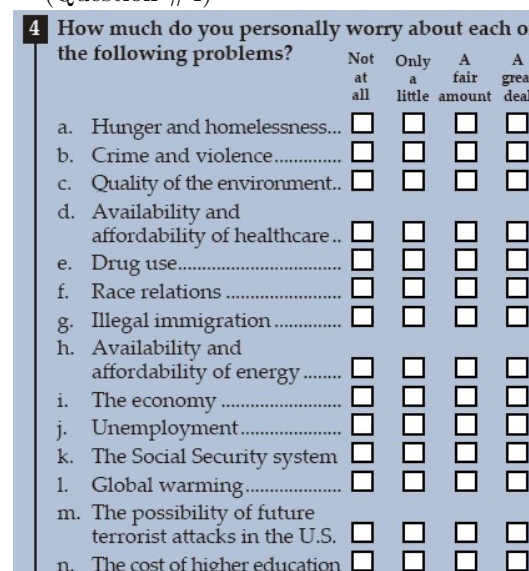 (Question # 4)
4 How much do you personally worry about each o
the following problems?
Not at all
Only a little
A fair amount
A grea deal
a. Hunger and homelessness...
b. Crime and violence..............
c. Quality of the environment..
d. Availability and
affordability of healthcare..
e. Drug use..................................
f. Race relations ........................
g. Illegal immigration ..............
h. Availability and
affordability of energy ........
i. The economy .........................
j. Unemployment.....................
k. The Social Security system
l. Global warming....................
m. The possibility of future
terrorist attacks in the U.S.
n. The cost of higher education